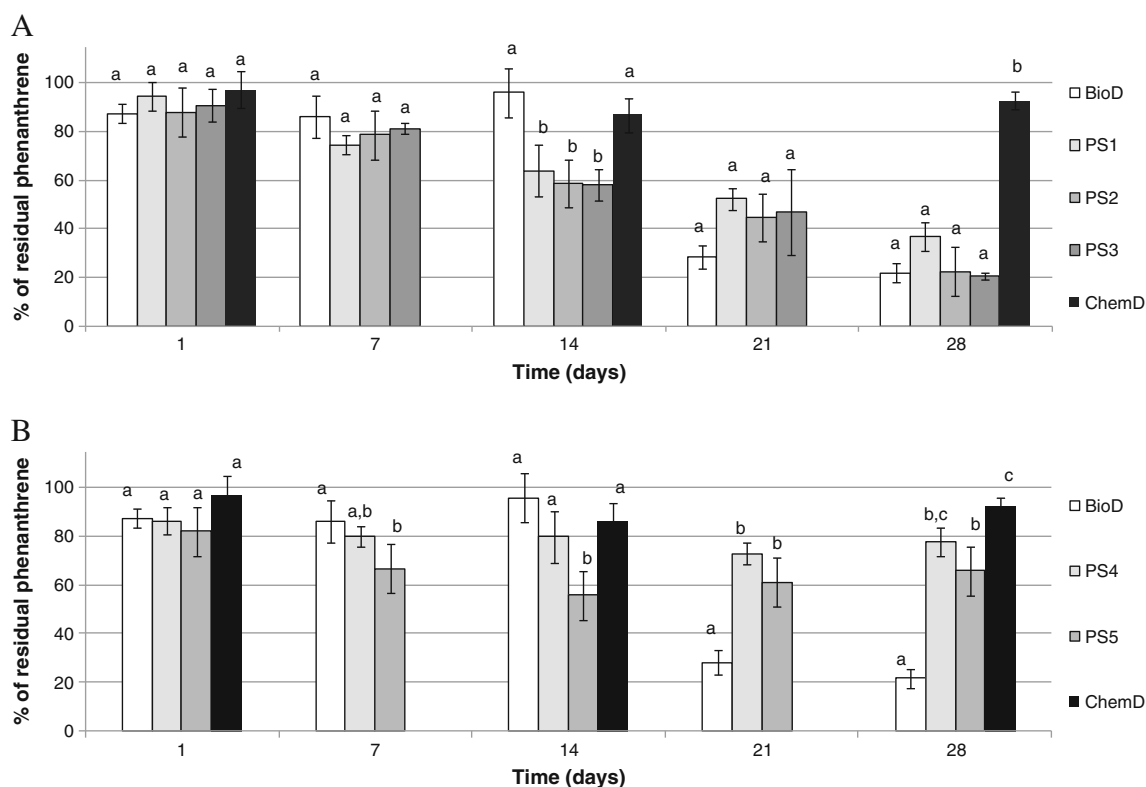 A
% of residual phenanthrene
100
80
60
40
20
0
a a a a a
a a a a
a b b b a
a a a a
a a a a b
1 7 14 21 28
Time (days)
BioD
PS1
PS2
PS3
ChemD
B
% of residual phenanthrene
100
80
60
40
20
0
a a a a
a a,b b
a a b a
a b b
a b,c b c
1 7 14 21 28
Time (days)
BioD
PS4
PS5
ChemD